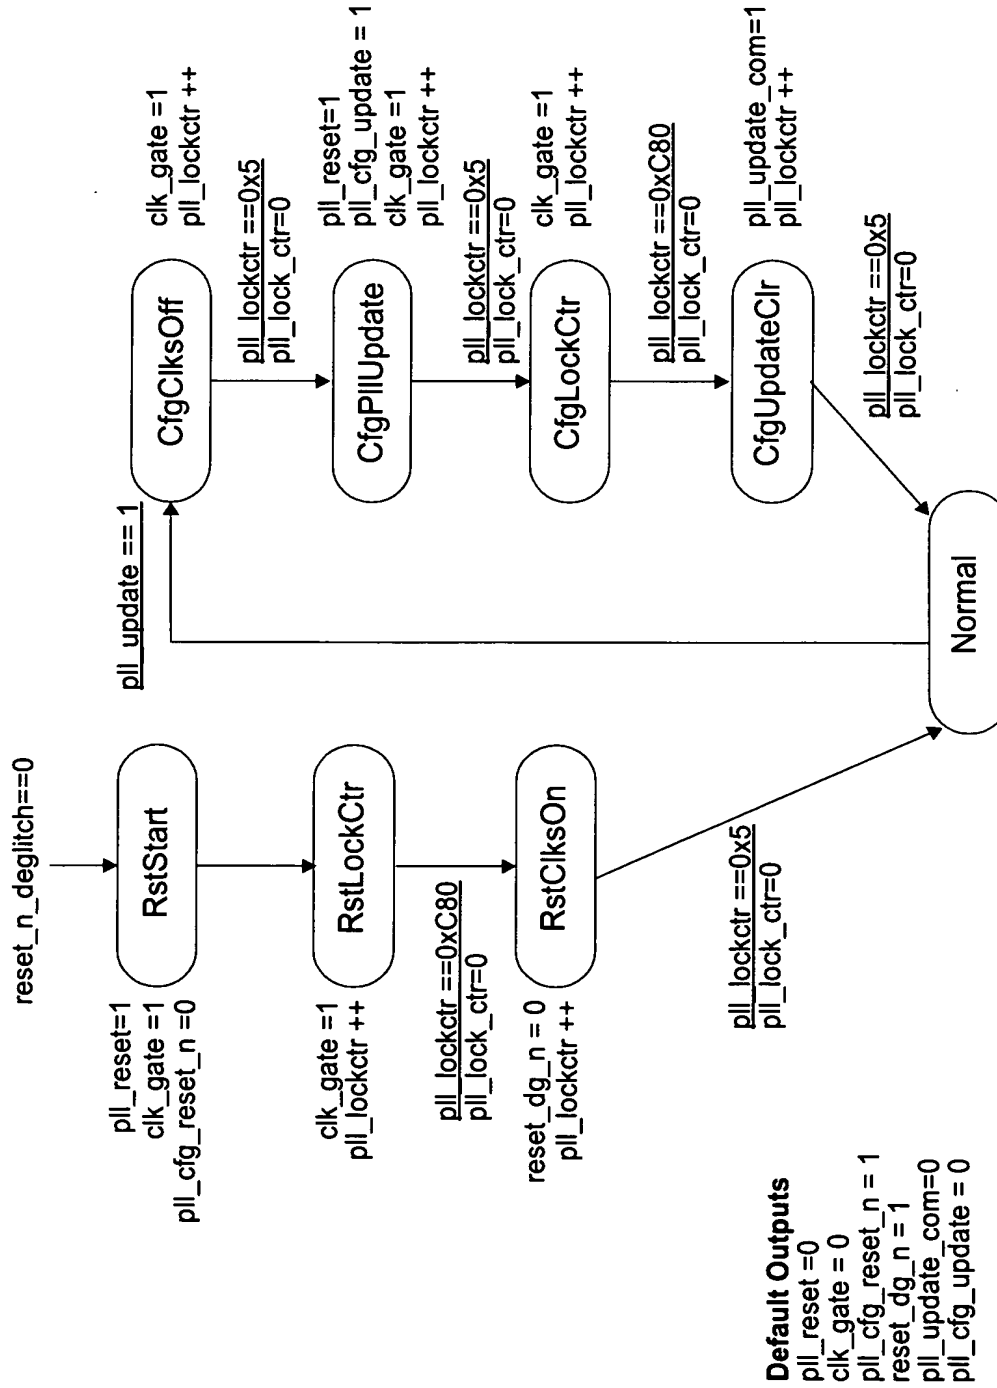 reset_n_deglitch==0
RstStart
pll_reset=1
clk_gate =1
pll_cfg_reset_n =0
RstLockCtr
clk_gate =1
pll_lockctr ++
pll_lockctr ==0xC80
pll_lock_ctr=0
RstClksOn
reset_dg_n = 0
pll_lockctr ++
pll_lockctr ==0x5
pll_lock_ctr=0
Normal
pll_update == 1
CfgClksOff
clk_gate =1
pll_lockctr ++
pll_lockctr ==0x5
pll_lock_ctr=0
CfgPllUpdate
pll_reset=1
pll_cfg_update = 1
clk_gate =1
pll_lockctr ++
pll_lockctr ==0x5
pll_lock_ctr=0
CfgLockCtr
clk_gate =1
pll_lockctr ++
pll_lockctr ==0xC80
pll_lock_ctr=0
CfgUpdateClr
pll_update_com=1
pll_lockctr ++
pll_lockctr ==0x5
pll_lock_ctr=0
Default Outputs
pll_reset =0
clk_gate = 0
pll_cfg_reset_n = 1
reset_dg_n = 1
pll_update_com=0
pll_cfg_update = 0